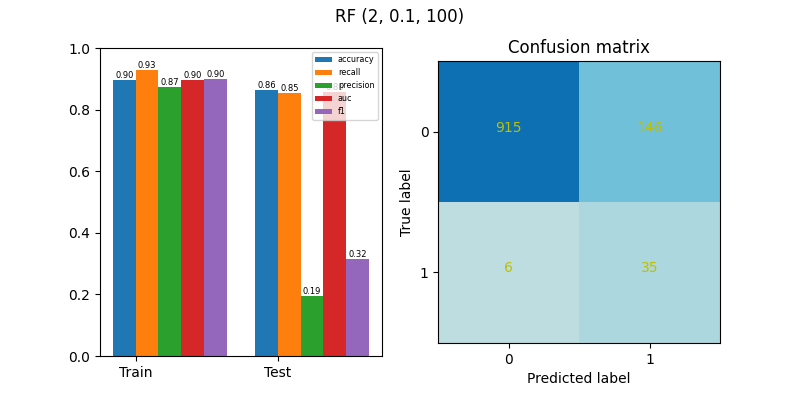 RF (2, 0.1, 100)
Confusion matrix
1.0
0.8
0.6
0.4
0.2
0.0
0.90
0.93
0.87
0.90
0.90
0.86
0.85
0.19
0.32
accuracy
recall
precision
auc
f1
Train
Test
True label
0
1
915
146
6
35
0
1
Predicted label